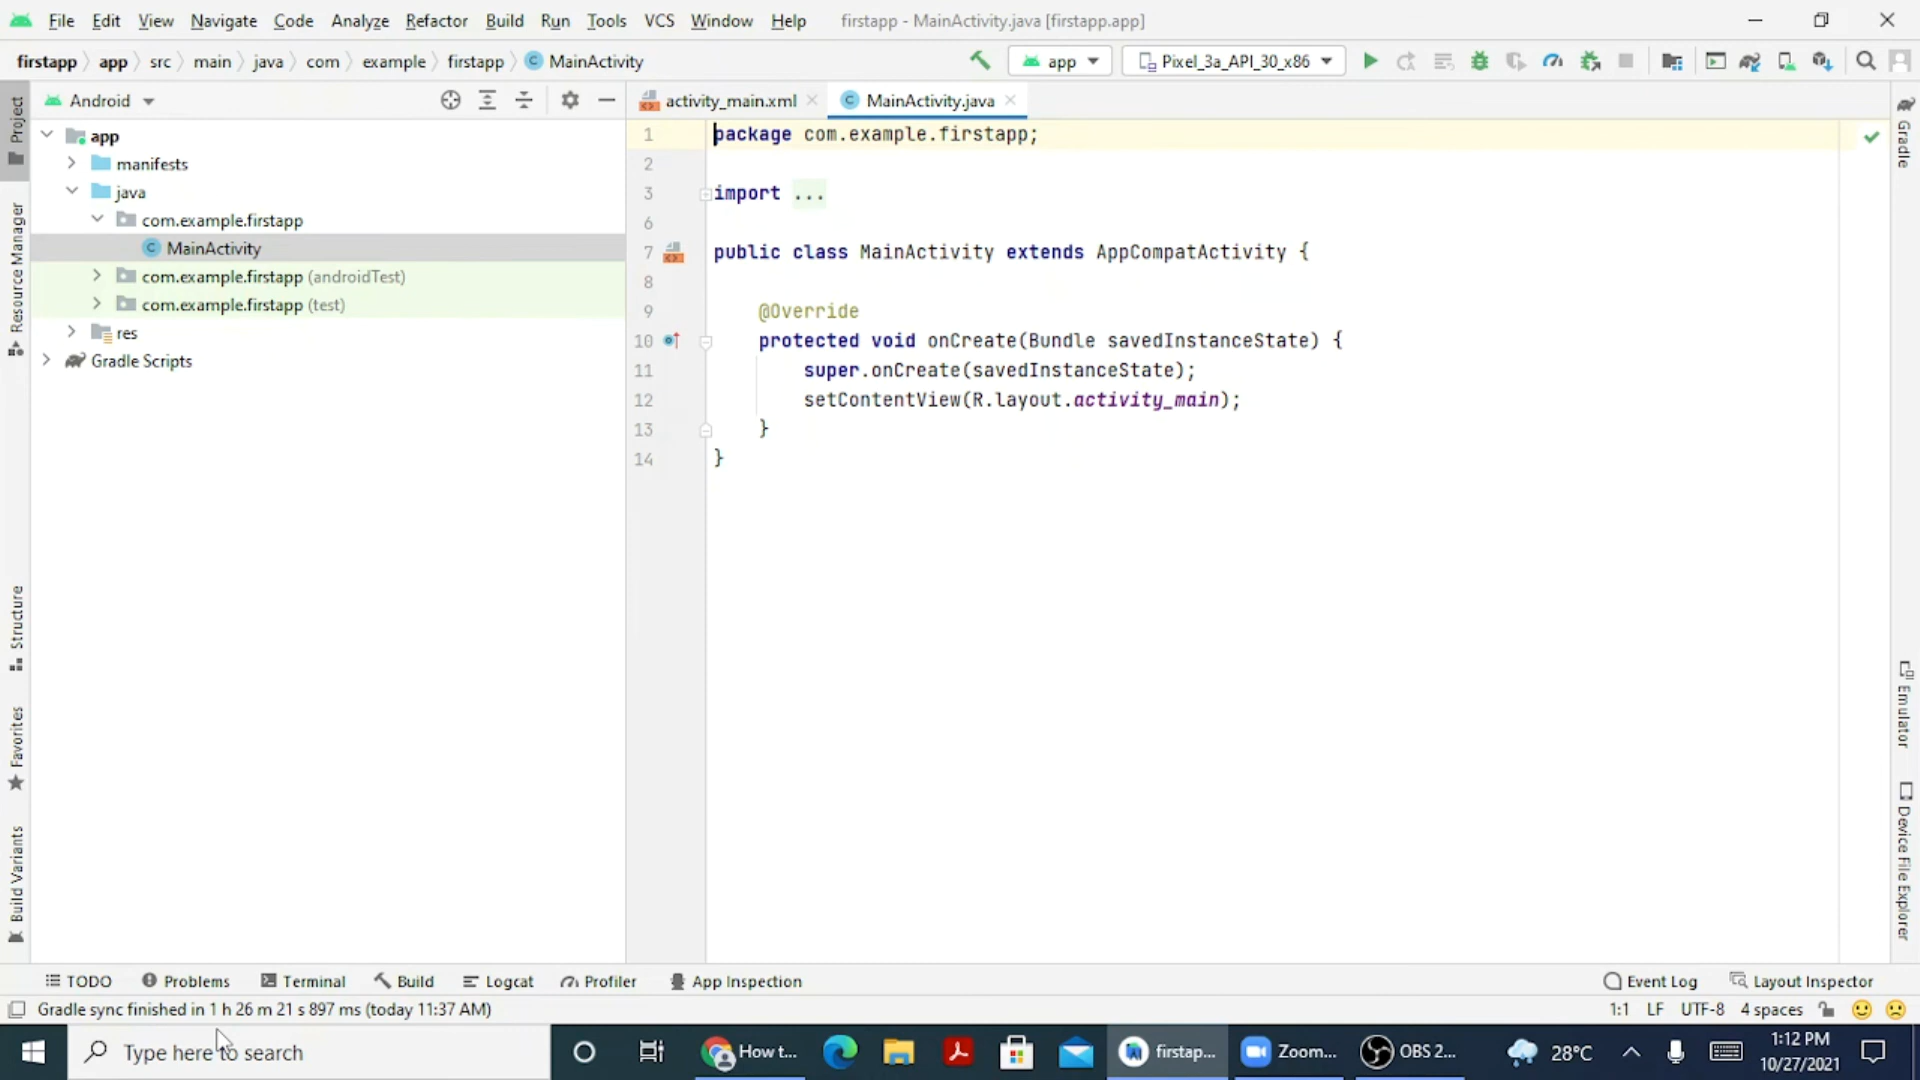 File Edit View Navigate Code Analyze Refactor Build Run Tools VCS Window Help firstapp - MainActivity.java [firstapp.app]
firstapp app src main java com example firstapp C MainActivity app Pixel_3a_API_30_x86
Android activity_main.xml C MainActivity.java
Project
Resource Manager
Structure
Favorites
Build Variants
app
manifests
java
com.example.firstapp
C MainActivity
com.example.firstapp (androidTest)
com.example.firstapp (test)
res
Gradle Scripts
1 package com.example.firstapp;
2
3 import ...
6
7 public class MainActivity extends AppCompatActivity {
8
9 @Override
10 protected void onCreate(Bundle savedInstanceState) {
11 super.onCreate(savedInstanceState);
12 setContentView(R.layout.activity_main);
13 }
14 }
Gradle
Emulator
Device File Explorer
TODO Problems Terminal Build Logcat Profiler App Inspection Event Log Layout Inspector
Gradle sync finished in 1 h 26 m 21 s 897 ms (today 11:37 AM) 1:1 LF UTF-8 4 spaces
Type here to search How t... firstap... Zoom... OBS 2... 28°C 1:12 PM
10/27/2021